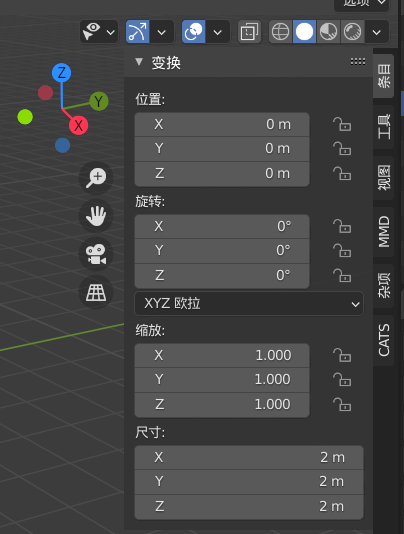 选项
Z
Y
X
变换
位置:
X 0 m
Y 0 m
Z 0 m
旋转:
X 0°
Y 0°
Z 0°
XYZ 欧拉
缩放:
X 1.000
Y 1.000
Z 1.000
尺寸:
X 2 m
Y 2 m
Z 2 m
条目
工具
视图
MMD
杂项
CATS